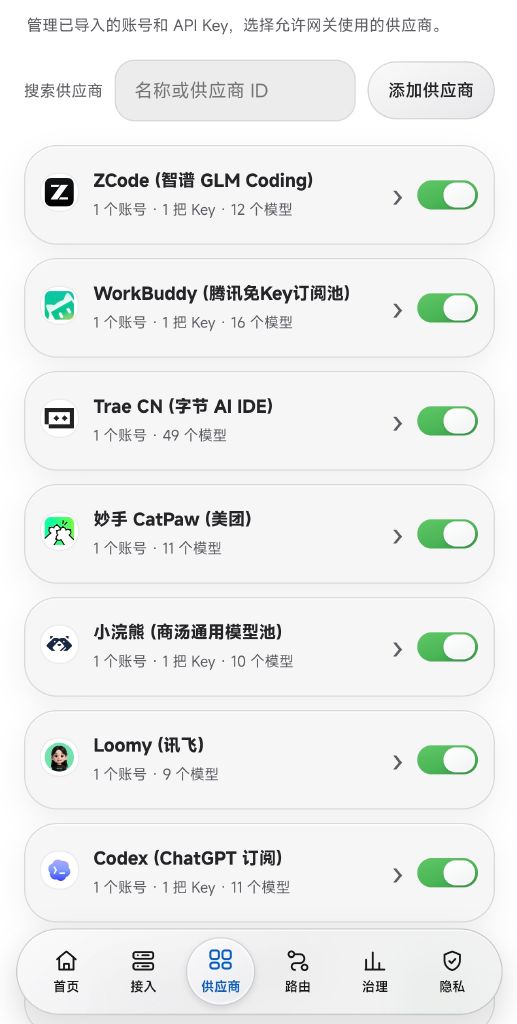 管理已导入的账号和 API Key，选择允许网关使用的供应商。
搜索供应商 名称或供应商 ID 添加供应商
ZCode (智谱 GLM Coding)
1 个账号 · 1 把 Key · 12 个模型
WorkBuddy (腾讯免Key订阅池)
1 个账号 · 1 把 Key · 16 个模型
Trae CN (字节 AI IDE)
1 个账号 · 49 个模型
妙手 CatPaw (美团)
1 个账号 · 11 个模型
小浣熊 (商汤通用模型池)
1 个账号 · 1 把 Key · 10 个模型
Loomy (讯飞)
1 个账号 · 9 个模型
Codex (ChatGPT 订阅)
1 个账号 · 1 把 Key · 11 个模型
首页 接入 供应商 路由 治理 隐私